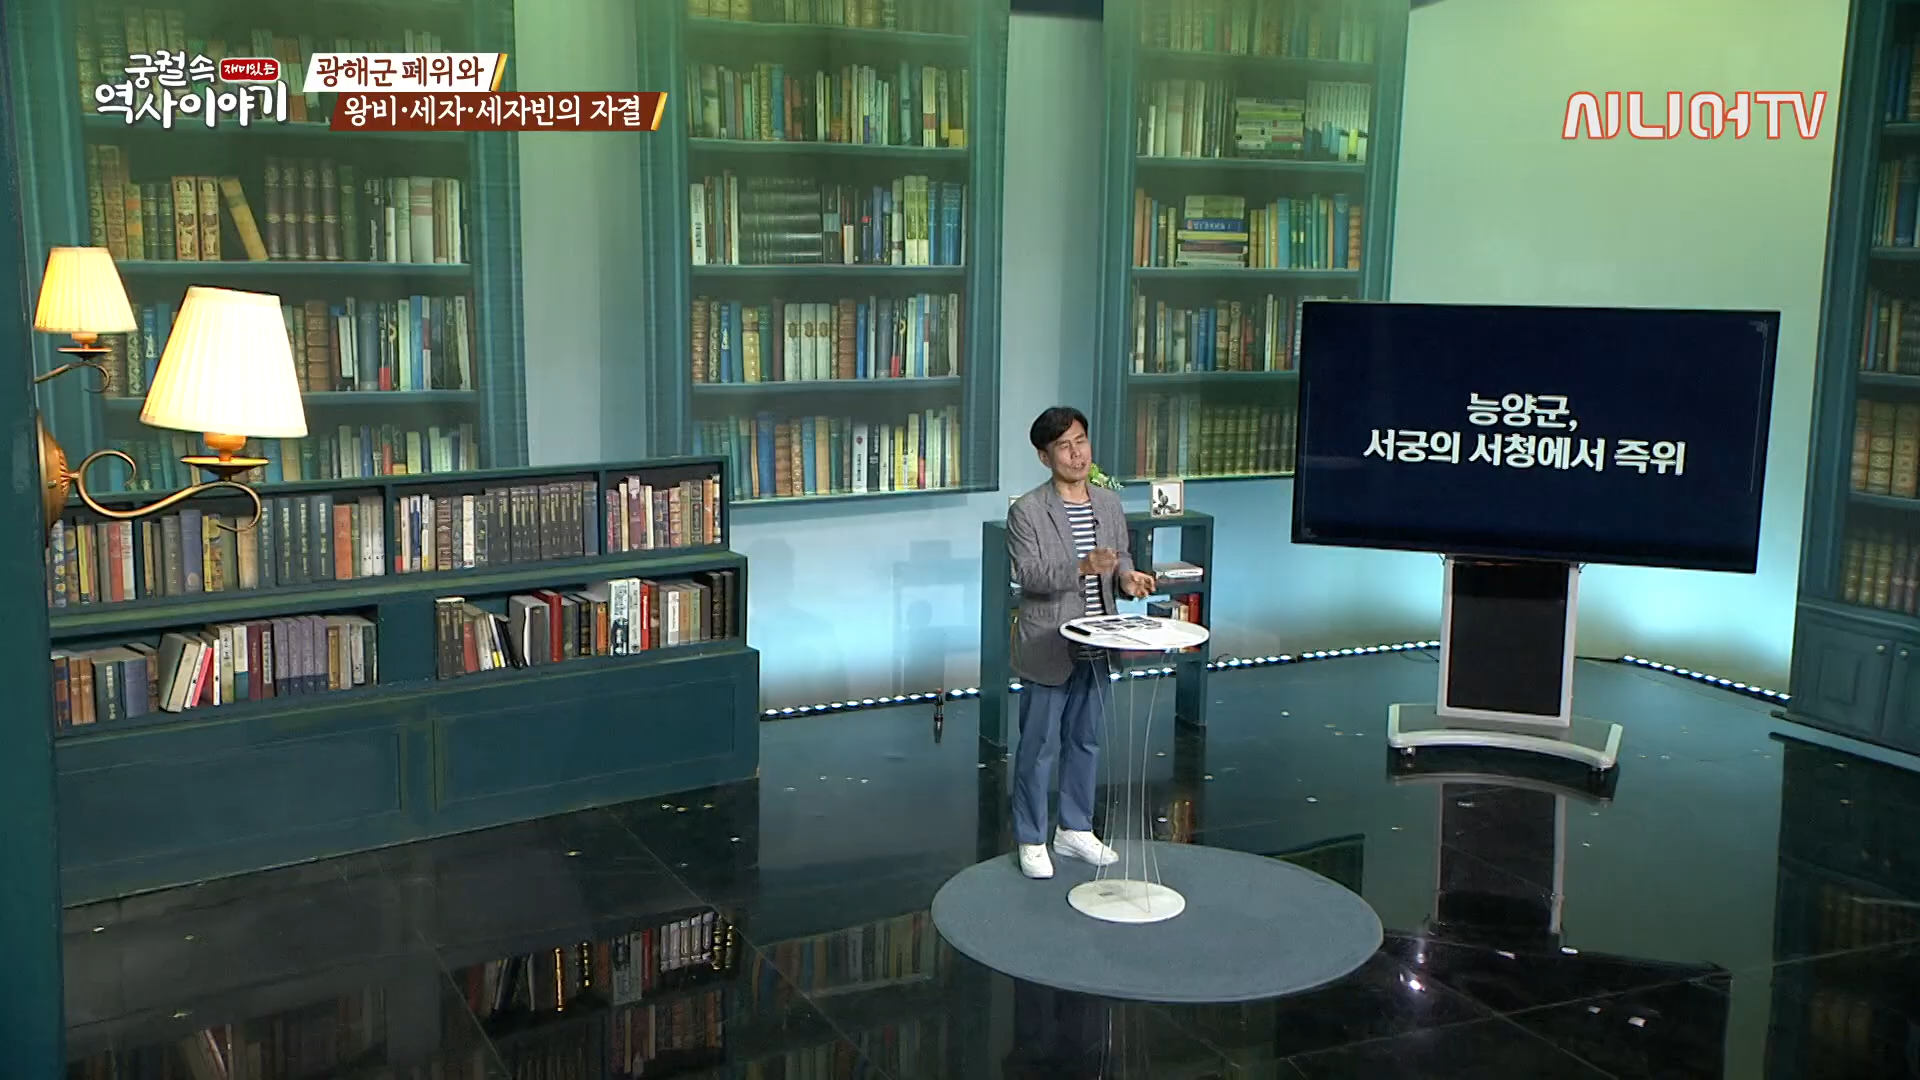 궁궐 속
재미있는
역사이야기
광해군 폐위와
왕비·세자·세자빈의 자결
시니어TV
능양군,
서궁의 서청에서 즉위